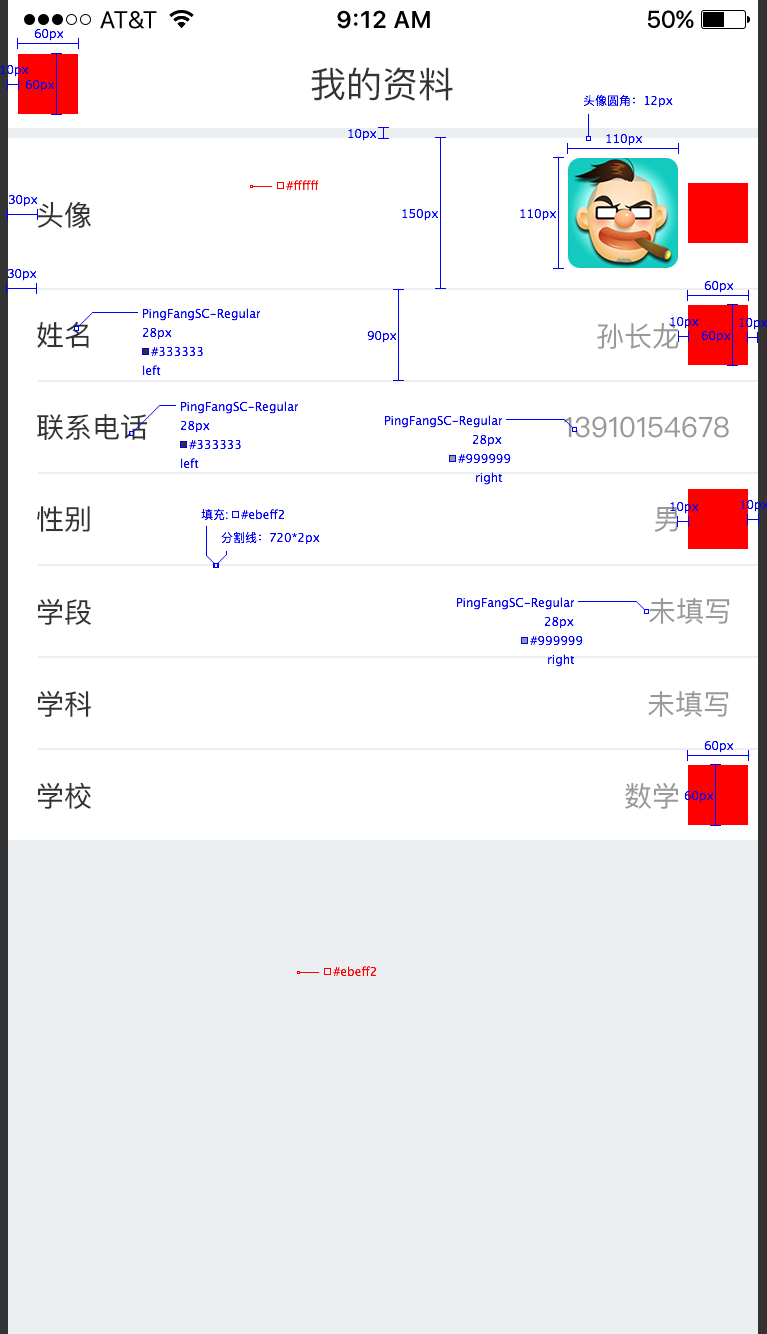 AT&T 9:12 AM 50%
60px
10px
60px
我的资料
头像圆角：12px
10px
110px
#ffffff
30px
头像
150px
110px
30px
60px
PingFangSC-Regular
28px
#333333
left
姓名
90px
孙长龙
10px
60px
10px
PingFangSC-Regular
28px
#333333
left
联系电话
PingFangSC-Regular
28px
#999999
right
13910154678
填充: #ebeff2
分割线：720*2px
性别
男
10px
10px
PingFangSC-Regular
28px
#999999
right
学段
未填写
学科
未填写
60px
学校
数学
60px
#ebeff2